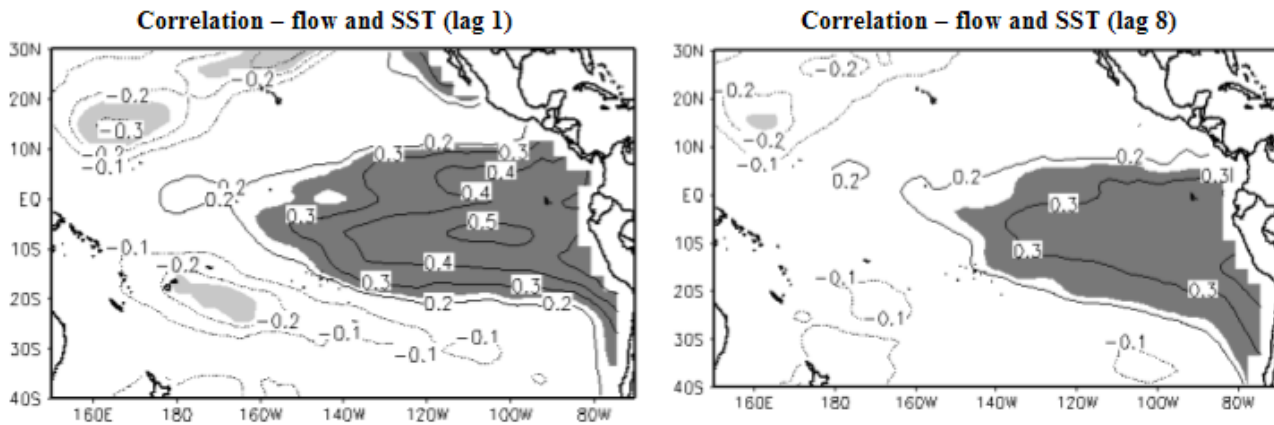 Correlation – flow and SST (lag 1)
30N
-0.2
-0.2
20N
-0.3
-0.2
-0.1
10N
0.2
0.3
0.3
0.4
0.2
0.2
0.4
EQ
0.3
0.5
10S
-0.1
-0.2
0.4
0.3
0.3
0.2
0.2
20S
-0.2
-0.1
-0.1
30S
-0.1
40S
160E 180 160W 140W 120W 100W 80W
Correlation – flow and SST (lag 8)
30N
-0.2
-0.2
20N
-0.2
-0.1
10N
0.2
0.2
0.2
0.3
EQ
0.3
10S
0.3
-0.1
20S
0.3
-0.1
30S
-0.1
40S
160E 180 160W 140W 120W 100W 80W